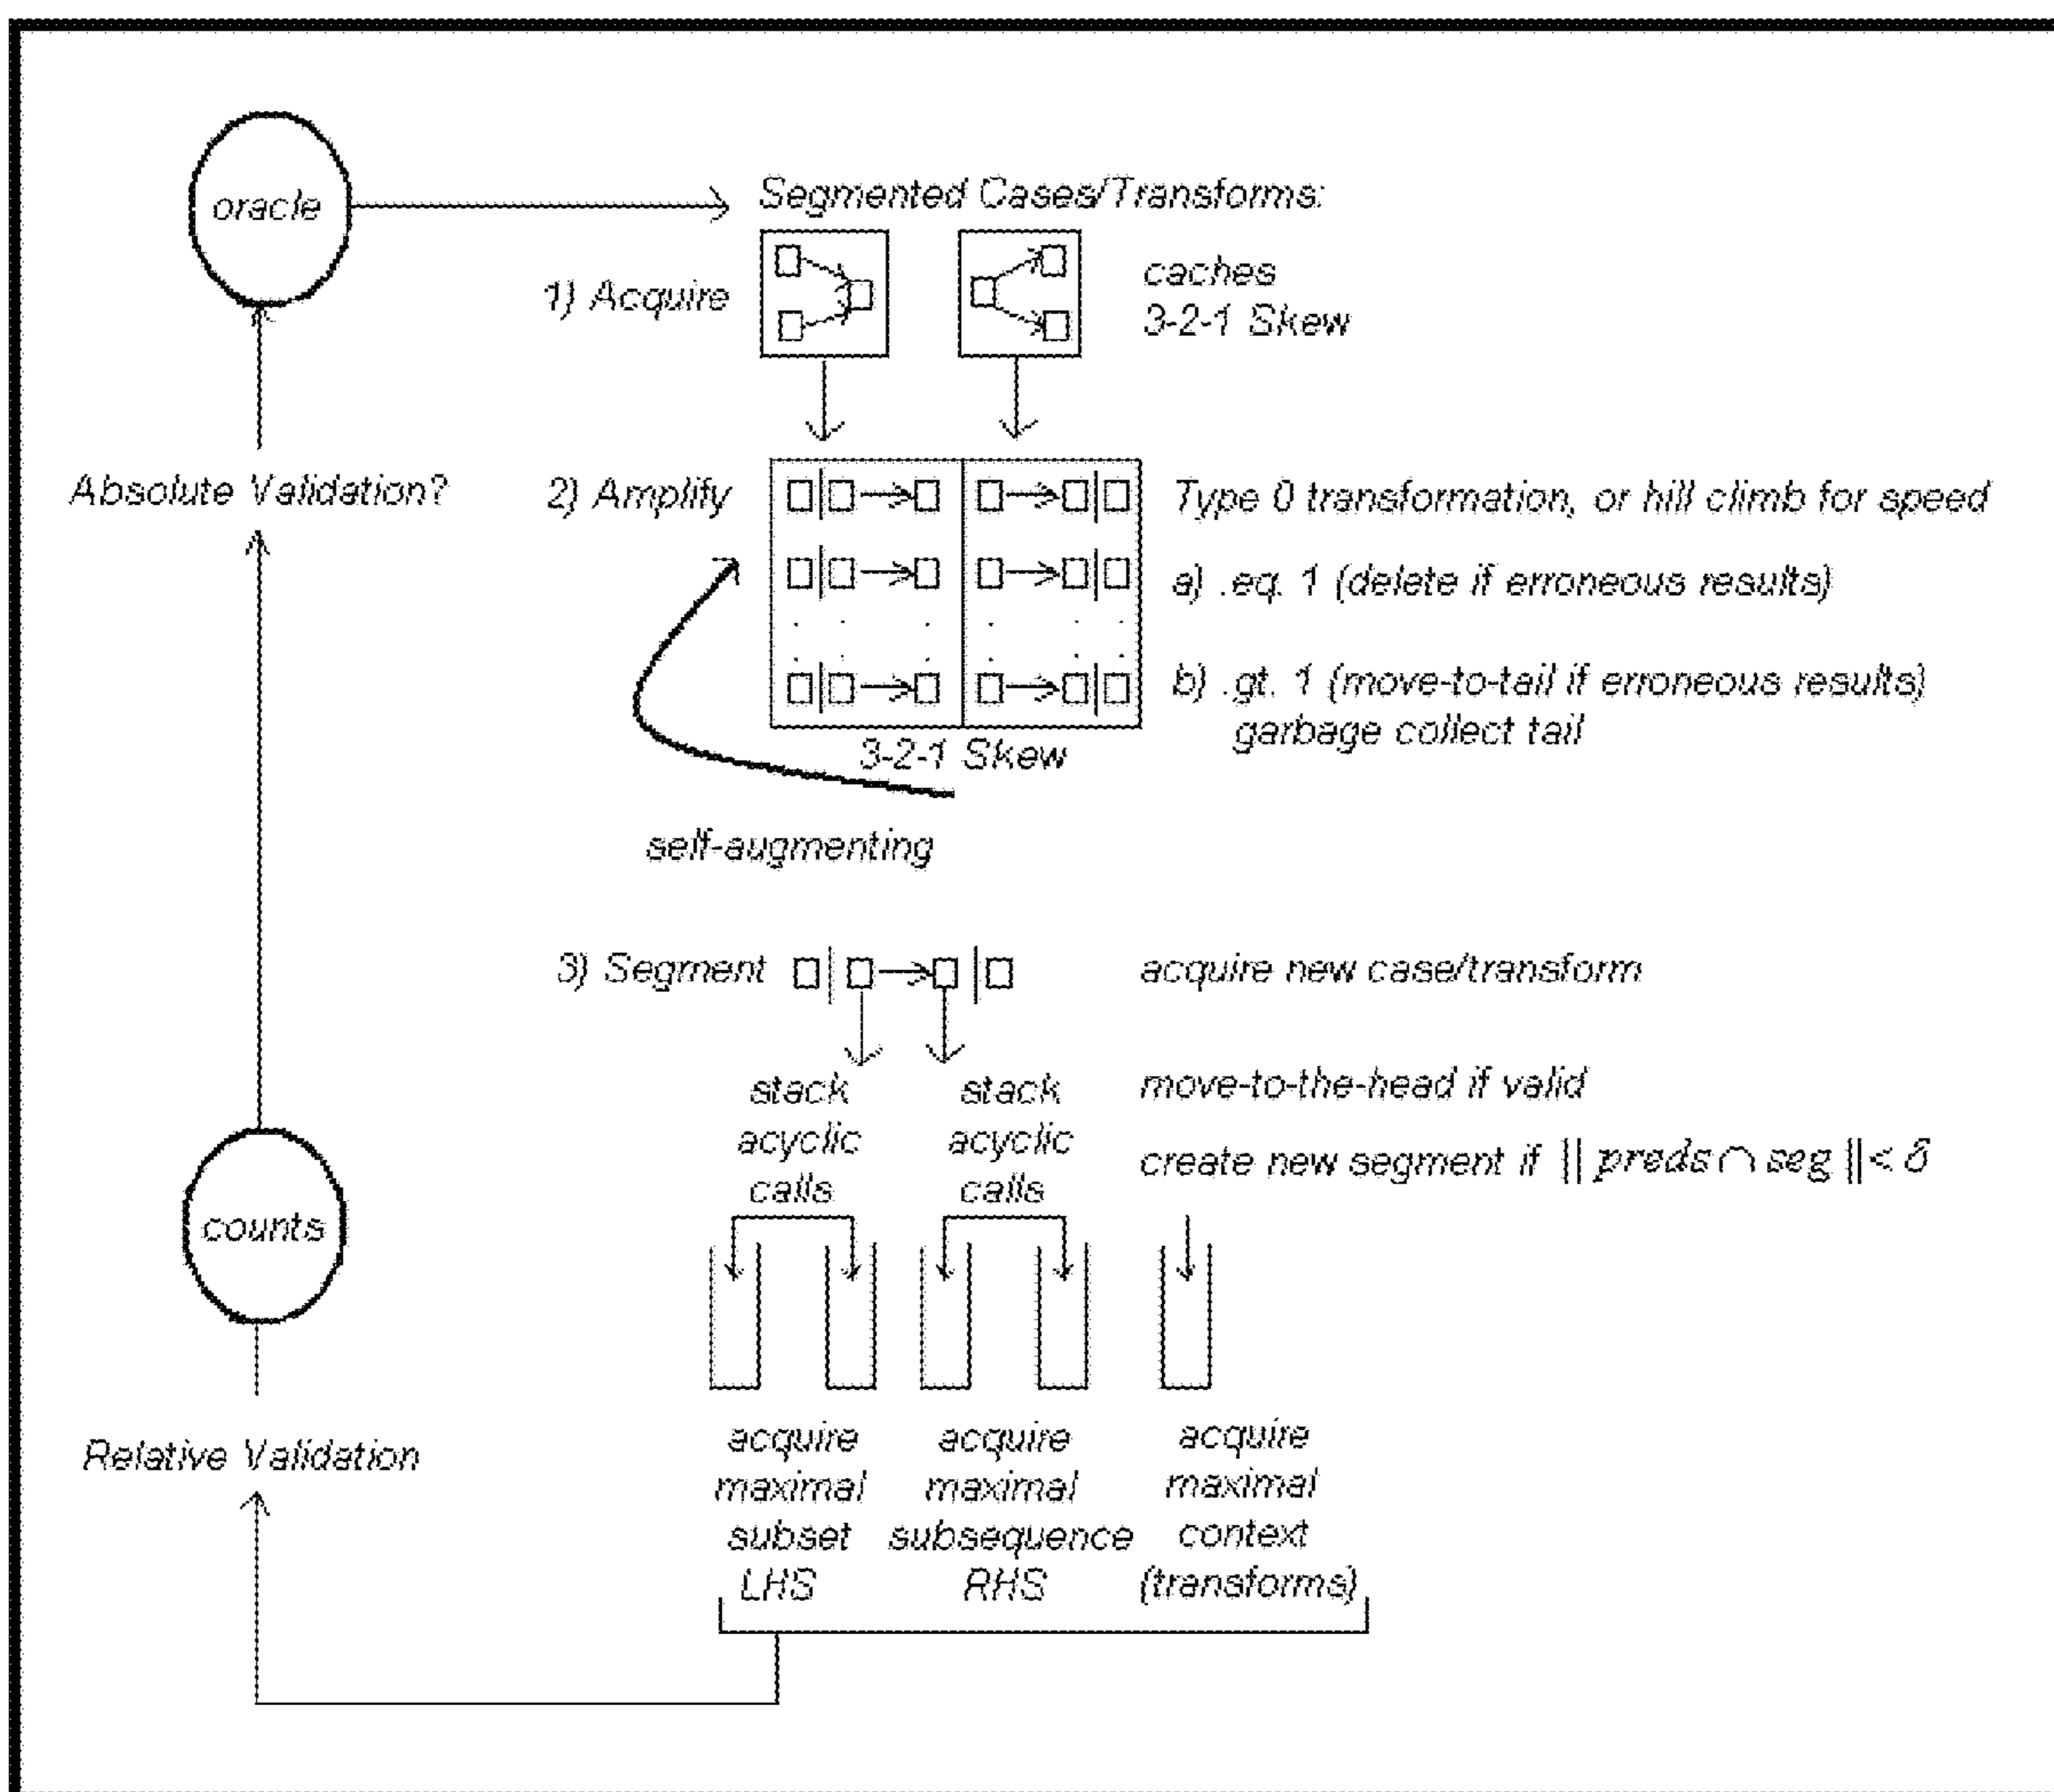 oracle
Segmented Cases/Transforms:
1) Acquire
caches
3-2-1 Skew
Absolute Validation?
2) Amplify
Type 0 transformation, or hill climb for speed
a) .eq. 1 (delete if erroneous results)
b) .gt. 1 (move-to-tail if erroneous results)
garbage collect tail
3-2-1 Skew
self-augmenting
3) Segment
acquire new case/transform
stack
acyclic
calls
stack
acyclic
calls
move-to-the-head if valid
create new segment if || preds ∩ seg || < δ
counts
Relative Validation
acquire
maximal
subset
LHS
acquire
maximal
subsequence
RHS
acquire
maximal
context
(transforms)